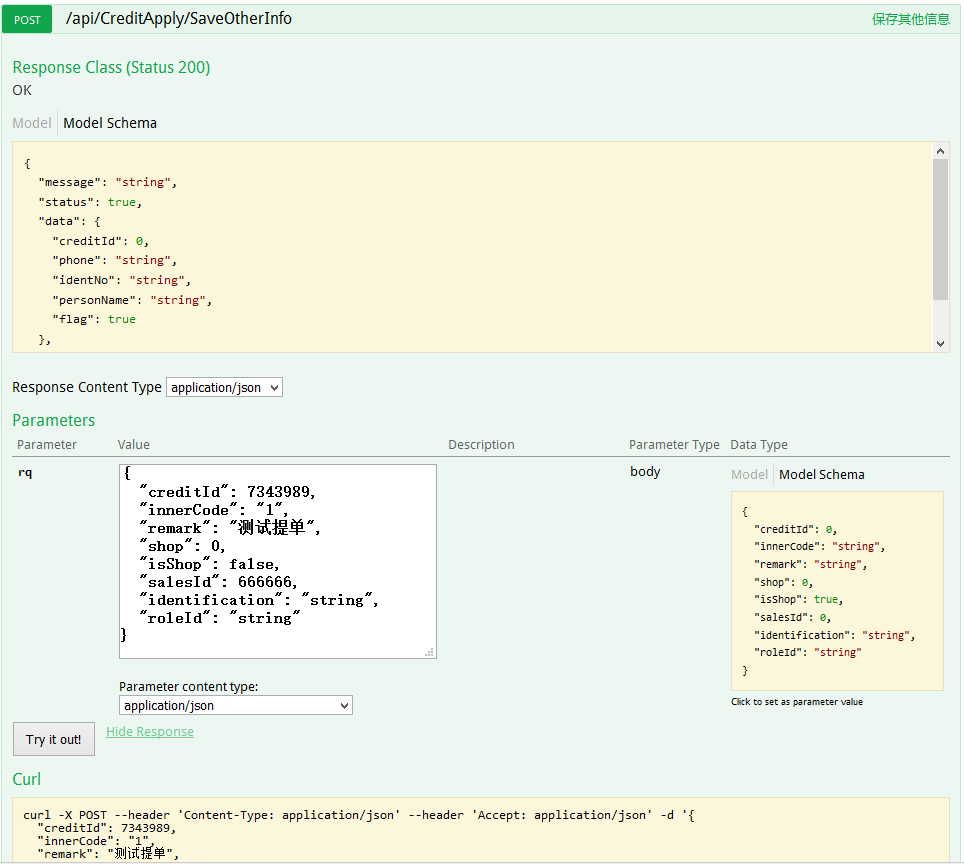 POST /api/CreditApply/SaveOtherInfo 保存其他信息
Response Class (Status 200)
OK
Model Model Schema
{
"message": "string",
"status": true,
"data": {
"creditId": 0,
"phone": "string",
"identNo": "string",
"personName": "string",
"flag": true
},
Response Content Type application/json
Parameters
Parameter Value Description Parameter Type Data Type
rq
{
"creditId": 7343989,
"innerCode": "1",
"remark": "测试提单",
"shop": 0,
"isShop": false,
"salesId": 666666,
"identification": "string",
"roleId": "string"
}
body
Model Model Schema
{
"creditId": 0,
"innerCode": "string",
"remark": "string",
"shop": 0,
"isShop": true,
"salesId": 0,
"identification": "string",
"roleId": "string"
}
Click to set as parameter value
Parameter content type:
application/json
Try it out! Hide Response
Curl
curl -X POST --header 'Content-Type: application/json' --header 'Accept: application/json' -d '{
"creditId": 7343989,
"innerCode": "1",
"remark": "测试提单",